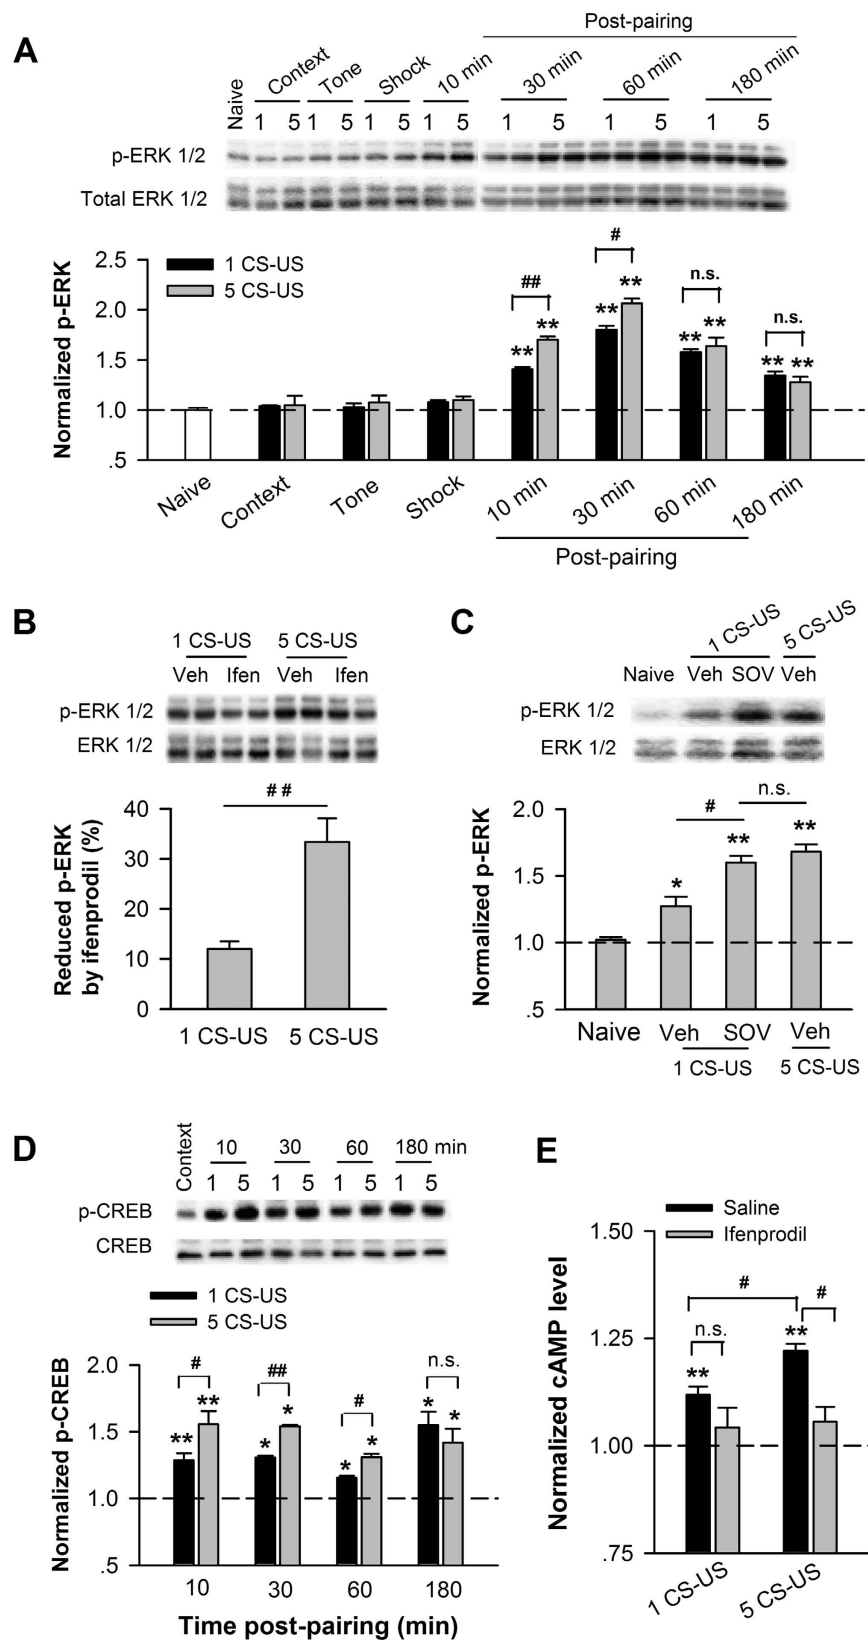 A
Post-pairing
Naive Context Tone Shock 10 min 30 miin 60 miin 180 miin
1 5 1 5 1 5 1 5 1 5 1 5 1 5
p-ERK 1/2
Total ERK 1/2
Normalized p-ERK
2.5
2.0
1.5
1.0
.5
1 CS-US
5 CS-US
## # n.s. n.s.
** ** ** ** ** ** ** **
Naive Context Tone Shock 10 min 30 min 60 min 180 min
Post-pairing
B
1 CS-US 5 CS-US
Veh Ifen Veh Ifen
p-ERK 1/2
ERK 1/2
Reduced p-ERK
by ifenprodil (%)
40
30
20
10
0
##
1 CS-US 5 CS-US
C
1 CS-US 5 CS-US
Naive Veh SOV Veh
p-ERK 1/2
ERK 1/2
Normalized p-ERK
2.0
1.5
1.0
.5
# n.s.
* ** **
Naive Veh SOV Veh
1 CS-US 5 CS-US
D
Context 10 30 60 180 min
1 5 1 5 1 5 1 5
p-CREB
CREB
1 CS-US
5 CS-US
Normalized p-CREB
2.0
1.5
1.0
.5
# ## # n.s.
** ** * * * * * *
10 30 60 180
Time post-pairing (min)
E
Saline
Ifenprodil
Normalized cAMP level
1.50
1.25
1.00
.75
# #
n.s.
** **
1 CS-US 5 CS-US